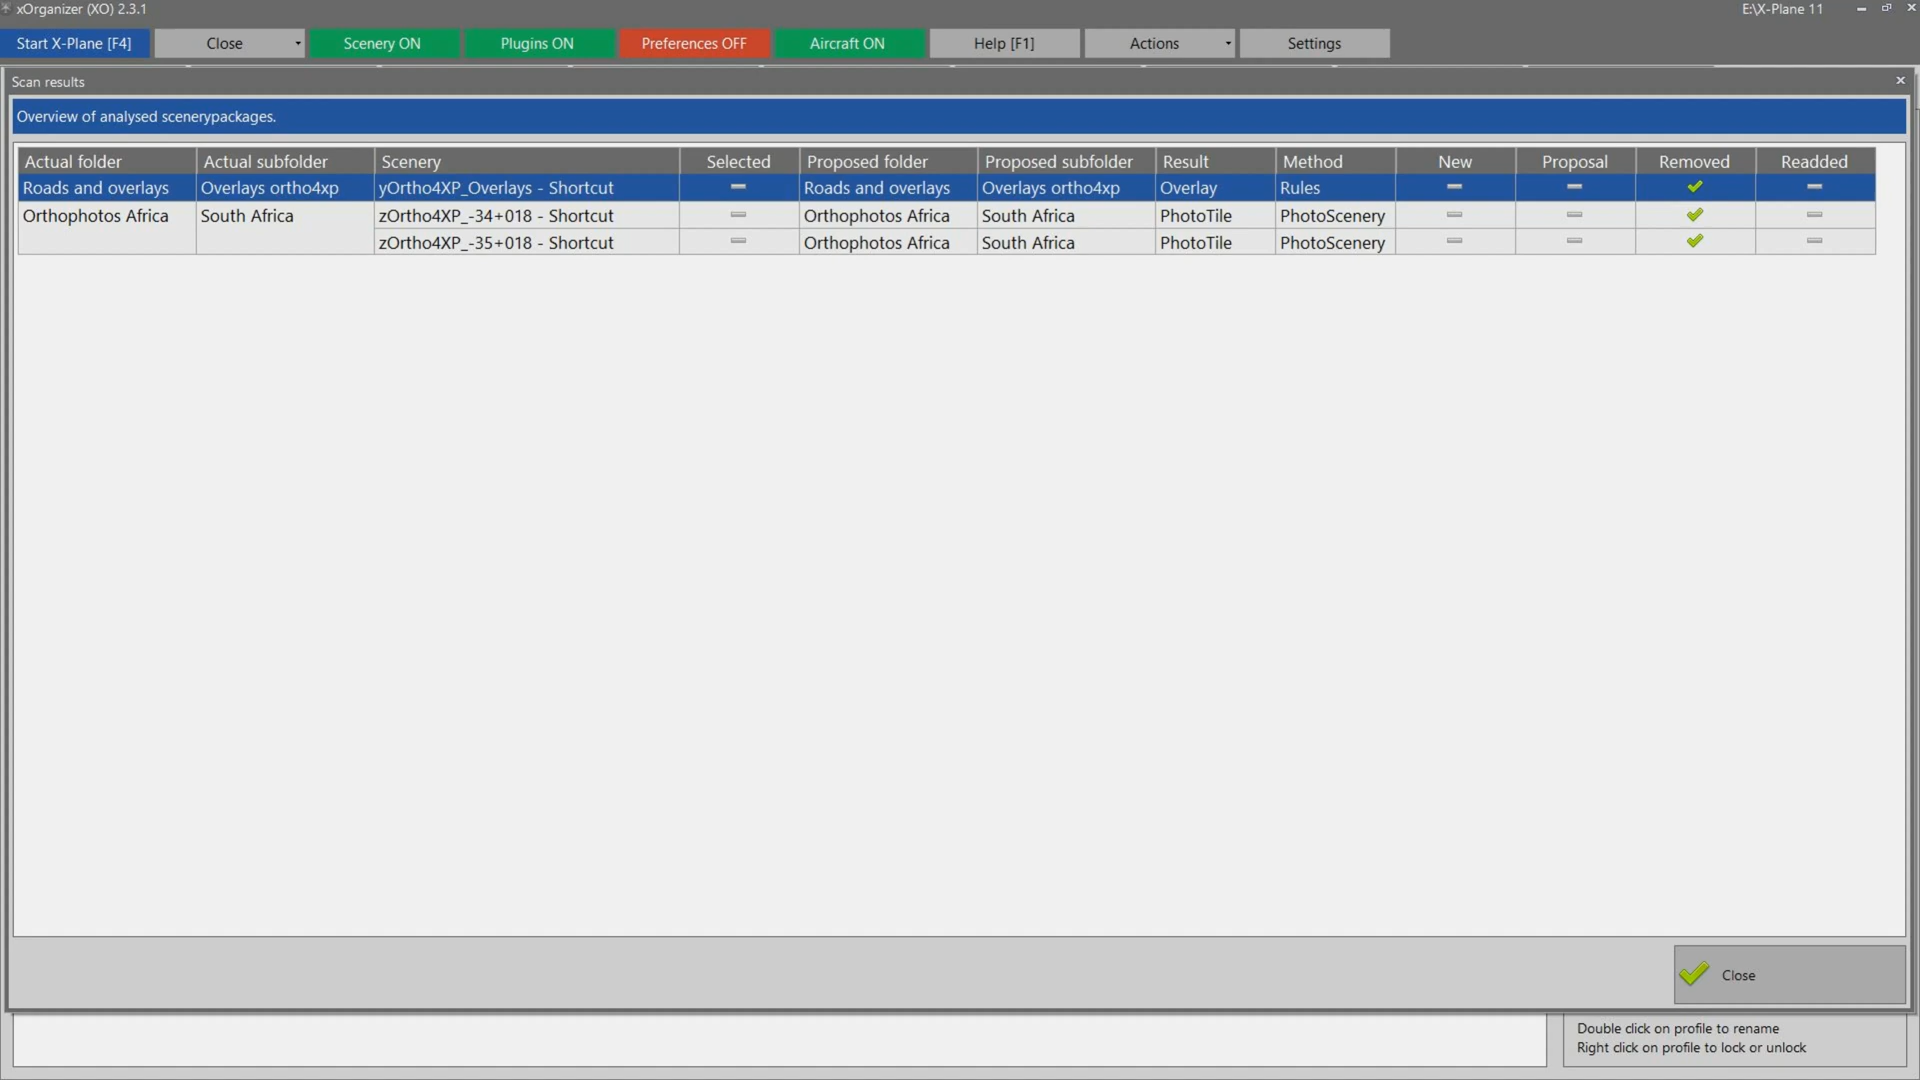 xOrganizer (XO) 2.3.1
E:\X-Plane 11
Start X-Plane [F4]
Close
Scenery ON
Plugins ON
Preferences OFF
Aircraft ON
Help [F1]
Actions
Settings
Scan results
Overview of analysed scenerypackages.
Actual folder Actual subfolder Scenery Selected Proposed folder Proposed subfolder Result Method New Proposal Removed Readded
Roads and overlays Overlays ortho4xp yOrtho4XP_Overlays - Shortcut Roads and overlays Overlays ortho4xp Overlay Rules
Orthophotos Africa South Africa zOrtho4XP_-34+018 - Shortcut Orthophotos Africa South Africa PhotoTile PhotoScenery
zOrtho4XP_-35+018 - Shortcut Orthophotos Africa South Africa PhotoTile PhotoScenery
Close
Double click on profile to rename
Right click on profile to lock or unlock